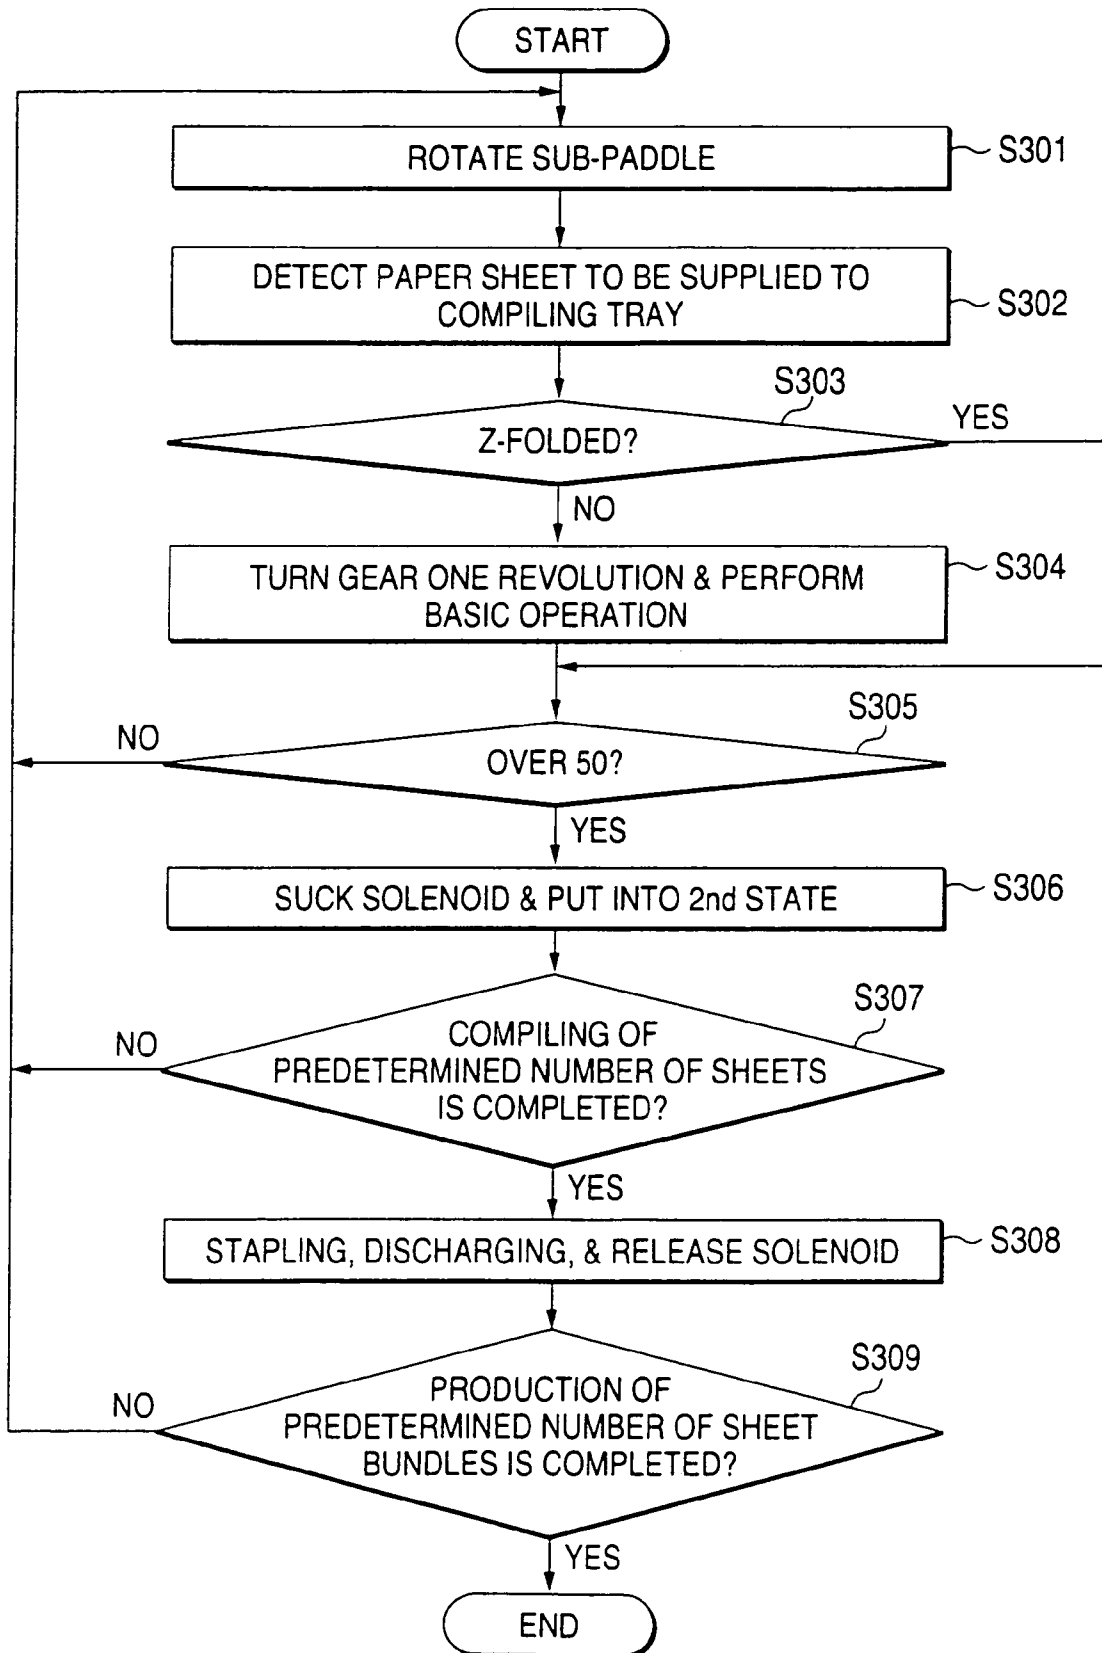 START
ROTATE SUB-PADDLE
S301
DETECT PAPER SHEET TO BE SUPPLIED TO
COMPILING TRAY
S302
S303
Z-FOLDED?
YES
NO
TURN GEAR ONE REVOLUTION & PERFORM
BASIC OPERATION
S304
S305
NO
OVER 50?
YES
SUCK SOLENOID & PUT INTO 2nd STATE
S306
S307
NO
COMPILING OF
PREDETERMINED NUMBER OF SHEETS
IS COMPLETED?
YES
STAPLING, DISCHARGING, & RELEASE SOLENOID
S308
S309
NO
PRODUCTION OF
PREDETERMINED NUMBER OF SHEET
BUNDLES IS COMPLETED?
YES
END